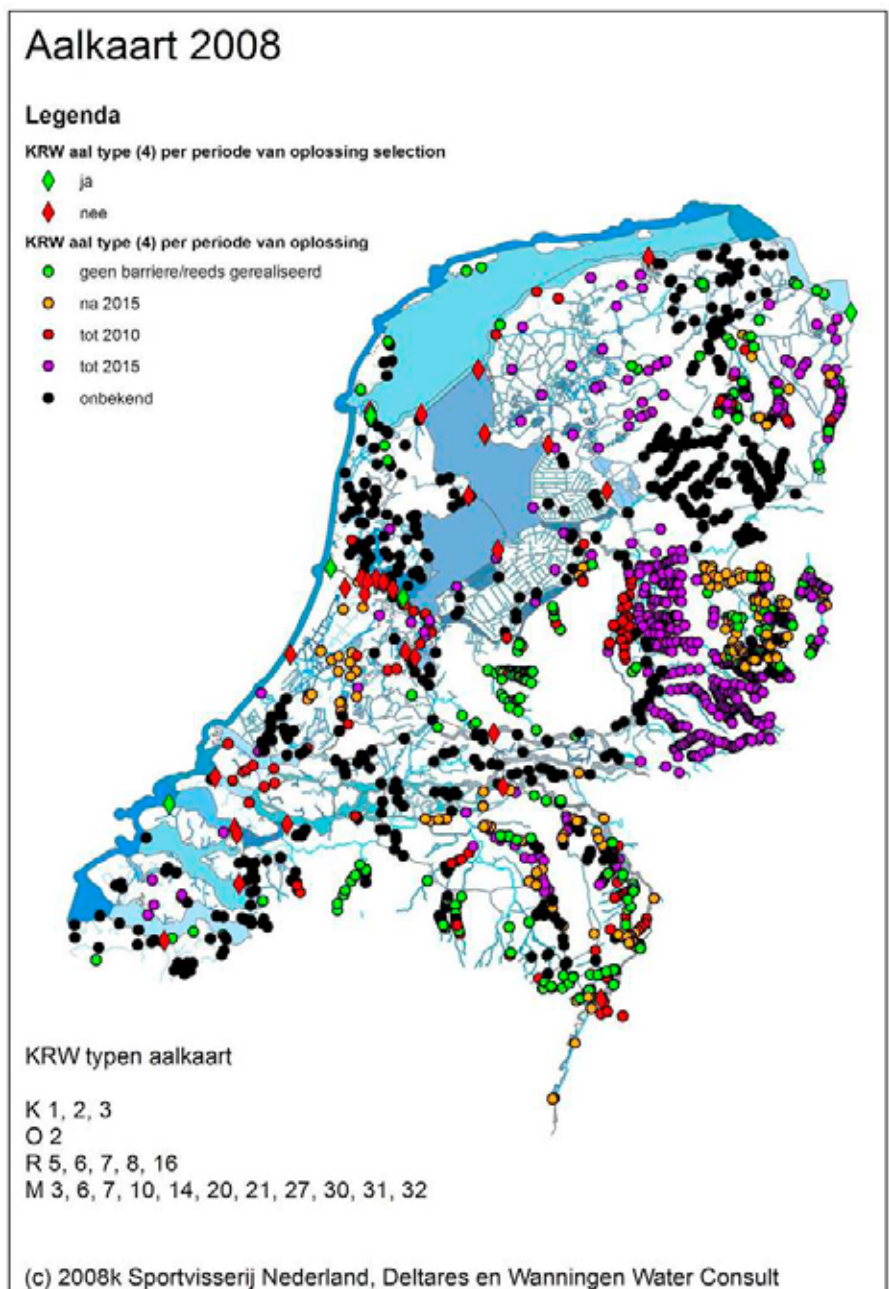 Aalkaart 2008
Legenda
KRW aal type (4) per periode van oplossing selection
ja
nee
KRW aal type (4) per periode van oplossing
geen barriere/reeds gerealiseerd
na 2015
tot 2010
tot 2015
onbekend
KRW typen aalkaart
K 1, 2, 3
O 2
R 5, 6, 7, 8, 16
M 3, 6, 7, 10, 14, 20, 21, 27, 30, 31, 32
(c) 2008k Sportvisserij Nederland, Deltares en Wanningen Water Consult